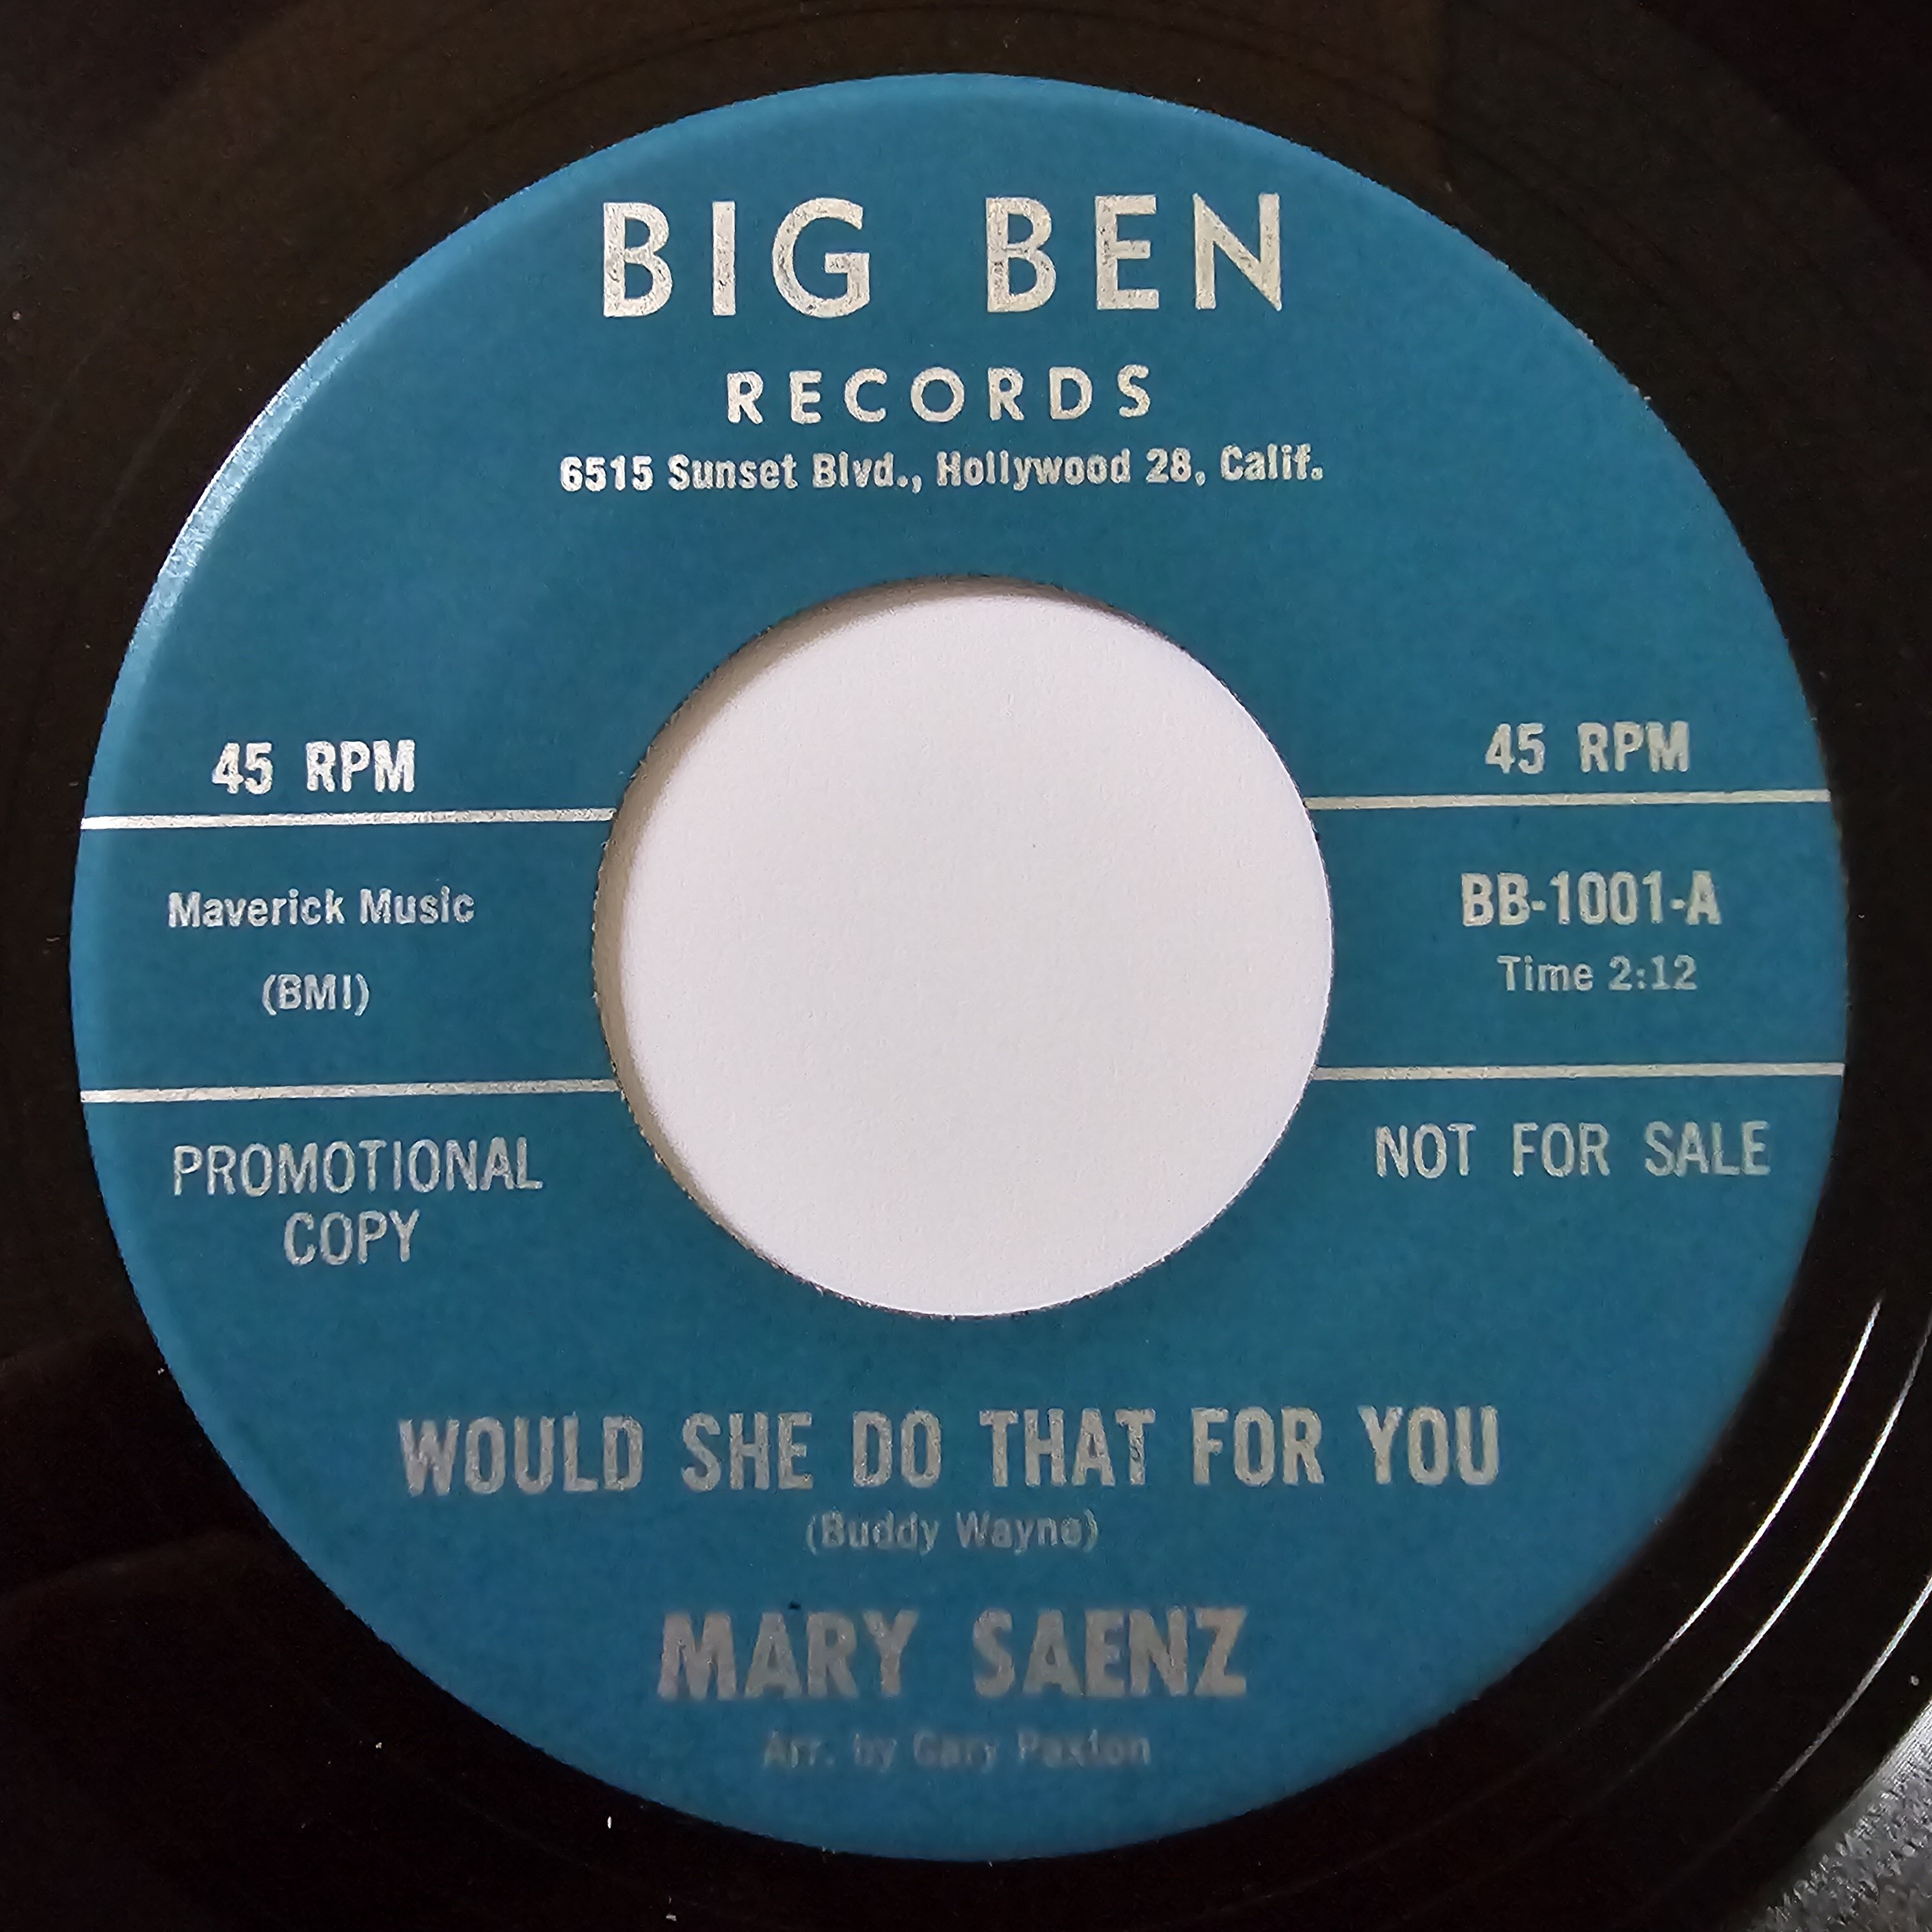 BIG BEN
RECORDS
6515 Sunset Blvd., Hollywood 28, Calif.
45 RPM
45 RPM
Maverick Music
(BMI)
BB-1001-A
Time 2:12
PROMOTIONAL
COPY
NOT FOR SALE
WOULD SHE DO THAT FOR YOU
(Buddy Wayne)
MARY SAENZ
Arr. by Gary Paxton